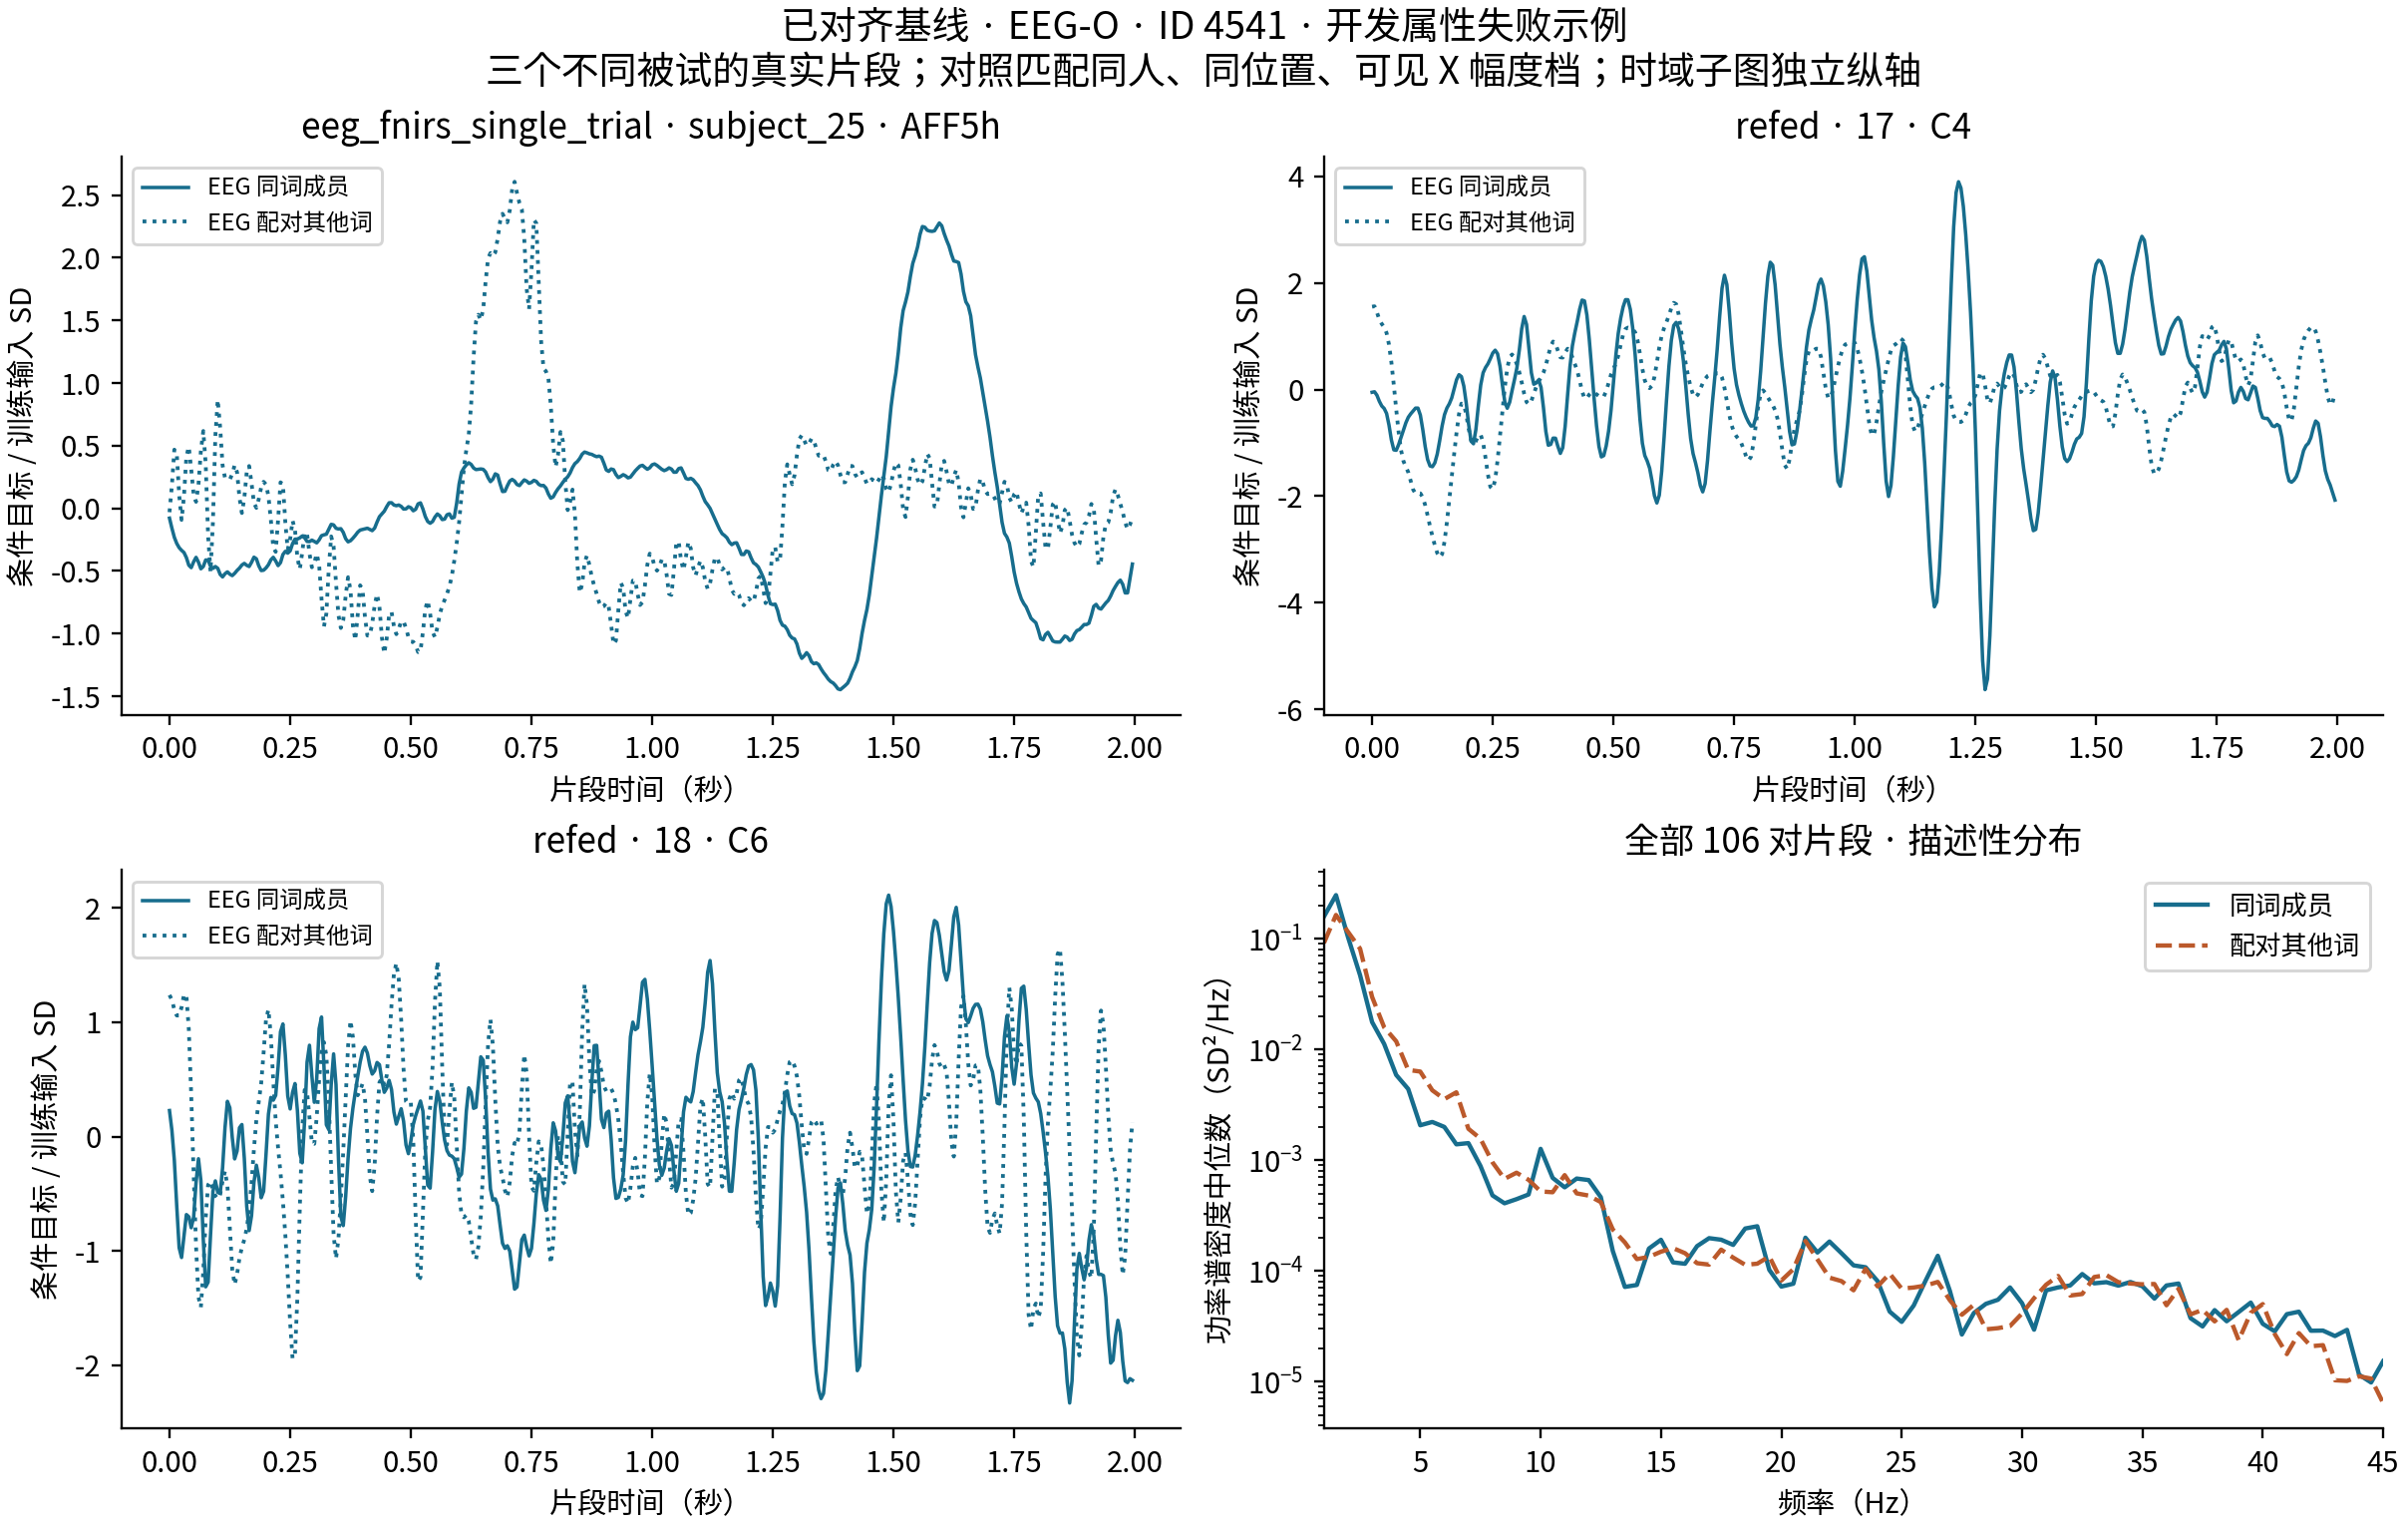 已对齐基线 · EEG-O · ID 4541 · 开发属性失败示例
三个不同被试的真实片段；对照匹配同人、同位置、可见 X 幅度档；时域子图独立纵轴
eeg_fnirs_single_trial · subject_25 · AFF5h
EEG 同词成员
EEG 配对其他词
条件目标 / 训练输入 SD
2.5
2.0
1.5
1.0
0.5
0.0
-0.5
-1.0
-1.5
0.00 0.25 0.50 0.75 1.00 1.25 1.50 1.75 2.00
片段时间（秒）
refed · 17 · C4
EEG 同词成员
EEG 配对其他词
条件目标 / 训练输入 SD
4
2
0
-2
-4
-6
0.00 0.25 0.50 0.75 1.00 1.25 1.50 1.75 2.00
片段时间（秒）
refed · 18 · C6
EEG 同词成员
EEG 配对其他词
条件目标 / 训练输入 SD
2
1
0
-1
-2
0.00 0.25 0.50 0.75 1.00 1.25 1.50 1.75 2.00
片段时间（秒）
全部 106 对片段 · 描述性分布
同词成员
配对其他词
功率谱密度中位数（SD²/Hz）
10⁻¹
10⁻²
10⁻³
10⁻⁴
10⁻⁵
5 10 15 20 25 30 35 40 45
频率（Hz）